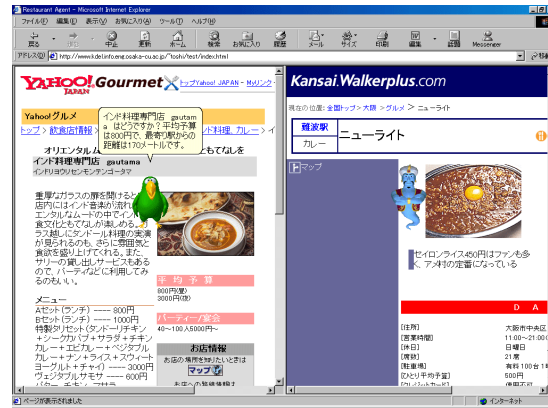 Restaurant Agent - Microsoft Internet Explorer
ファイル(F) 編集(E) 表示(V) お気に入り(A) ツール(T) ヘルプ(H)
戻る 中止 更新 ホーム 検索 お気に入り 履歴 メール サイズ 印刷 編集 話題 Messenger
アドレス(D) http://www.kde.ics.
YAHOO! Gourmet
JAPAN
トップYahoo! JAPAN - Myリンク -
Yahoo!グルメ
トップ > 飲食店情報 >
インド料理専門店 gautama はどうですか?平均予算は800円で、最寄り駅からの距離は170メートルです。
ンド料理、カレー > イ
オリエンタルム
ともてなしを
インド料理専門店 gautama
インドリョウリセンモンテンゴータマ
重厚なガラスの扉を開けると
店内にはインド音楽が流れ
エンタルなムードの中でイン
食文化ともてなしが楽しめる。ガ
ラス越しにタンドール料理の実演
が見られるのも、さらに雰囲気と
食欲を盛り上げてくれる。また、
サリーの貸し出しサービスもある
ので、パーティなどに利用してみ
るのもいい。
メニュー
Aセット(ランチ) ---- 800円
Bセット(ランチ) ---- 1000円
特製タリセット(タンドーリチキン
+シークカバブ+サラダ+チキン
カレー+エビカレー+ベジタブル
カレー+ナン+ライス+スウィート
ヨーグルト+チャイ) ---- 3000円
ヴェジタブルサモサ ---- 600円
平均予算
800円(昼)
3000円(夜)
パーティー/宴会
40~100人5000円~
お店情報
お店の場所を知りたいときは
マップ
Kansai.Walkerplus.com
現在の位置: 全国トップ > 大阪 > グルメ > ニューライト
難波駅
カレー
ニューライト
マップ
セイロンライス450円はファンも多
く、アメ村の定番になっている
D A
[住所] 大阪市中央区
[営業時間] 11:00~21:00
[休日] 日曜日
[席数] 21席
[駐車場] 有料100台1
[ひとり平均予算] 500円
ページが表示されました
インターネット